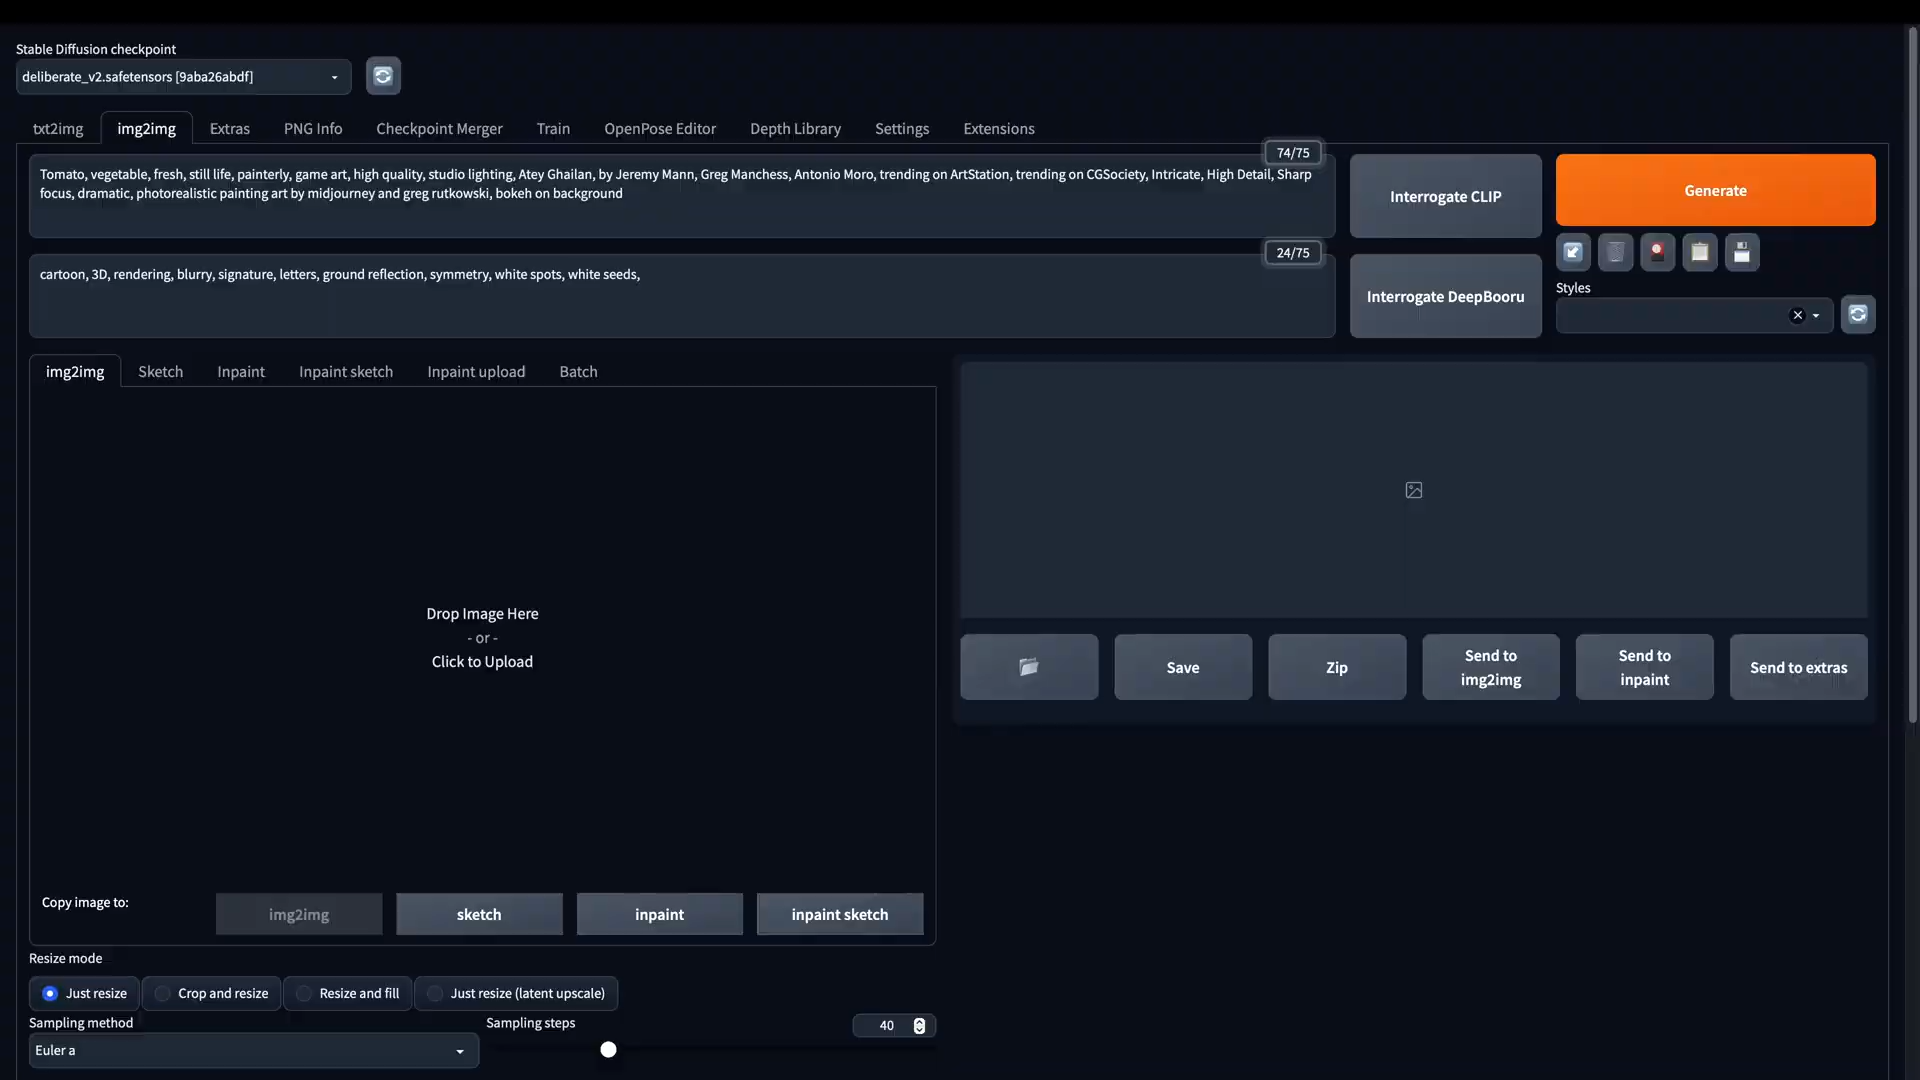 Stable Diffusion checkpoint
deliberate_v2.safetensors [9aba26abdf]
txt2img
img2img
Extras
PNG Info
Checkpoint Merger
Train
OpenPose Editor
Depth Library
Settings
Extensions
74/75
Tomato, vegetable, fresh, still life, painterly, game art, high quality, studio lighting, Atey Ghailan, by Jeremy Mann, Greg Manchess, Antonio Moro, trending on ArtStation, trending on CGSociety, Intricate, High Detail, Sharp
focus, dramatic, photorealistic painting art by midjourney and greg rutkowski, bokeh on background
Interrogate CLIP
Generate
24/75
cartoon, 3D, rendering, blurry, signature, letters, ground reflection, symmetry, white spots, white seeds,
Interrogate DeepBooru
Styles
img2img
Sketch
Inpaint
Inpaint sketch
Inpaint upload
Batch
Drop Image Here
- or -
Click to Upload
Save
Zip
Send to
img2img
Send to
inpaint
Send to extras
Copy image to:
img2img
sketch
inpaint
inpaint sketch
Resize mode
Just resize
Crop and resize
Resize and fill
Just resize (latent upscale)
Sampling method
Euler a
Sampling steps
40